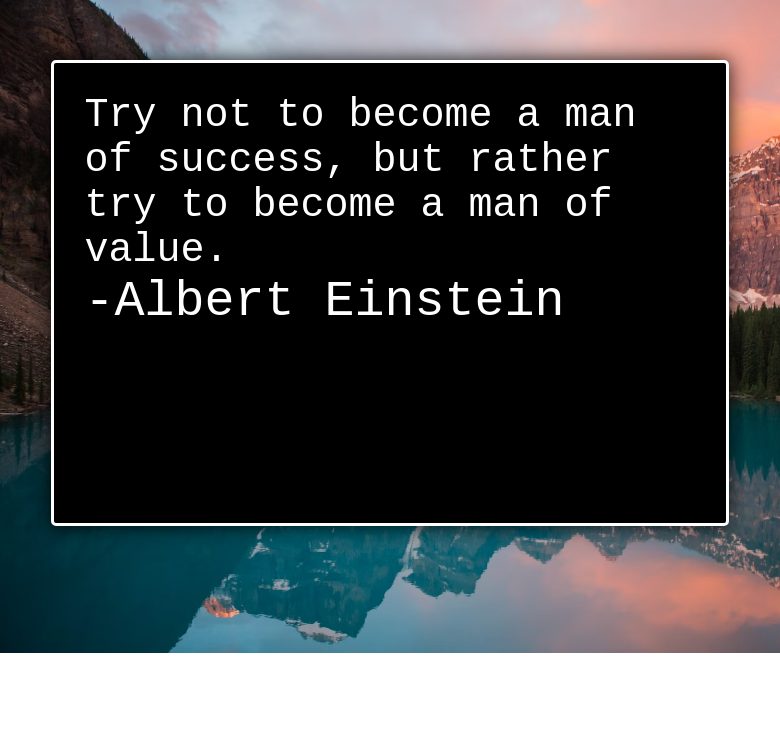 Try not to become a man
of success, but rather
try to become a man of
value.
-Albert Einstein